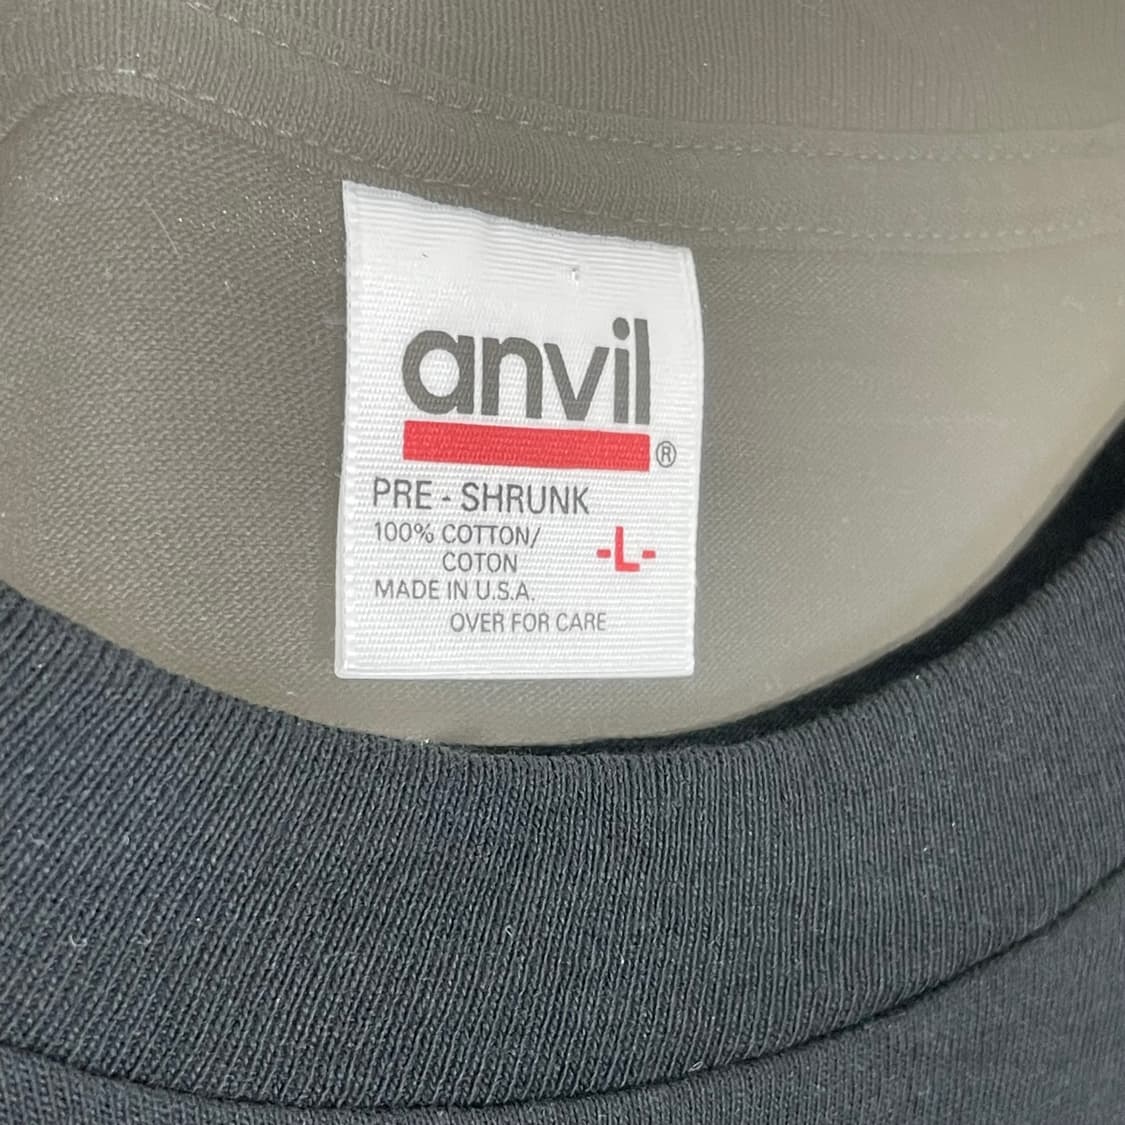 anvil
®
PRE - SHRUNK
100% COTTON/
COTON
-L-
MADE IN U.S.A.
OVER FOR CARE